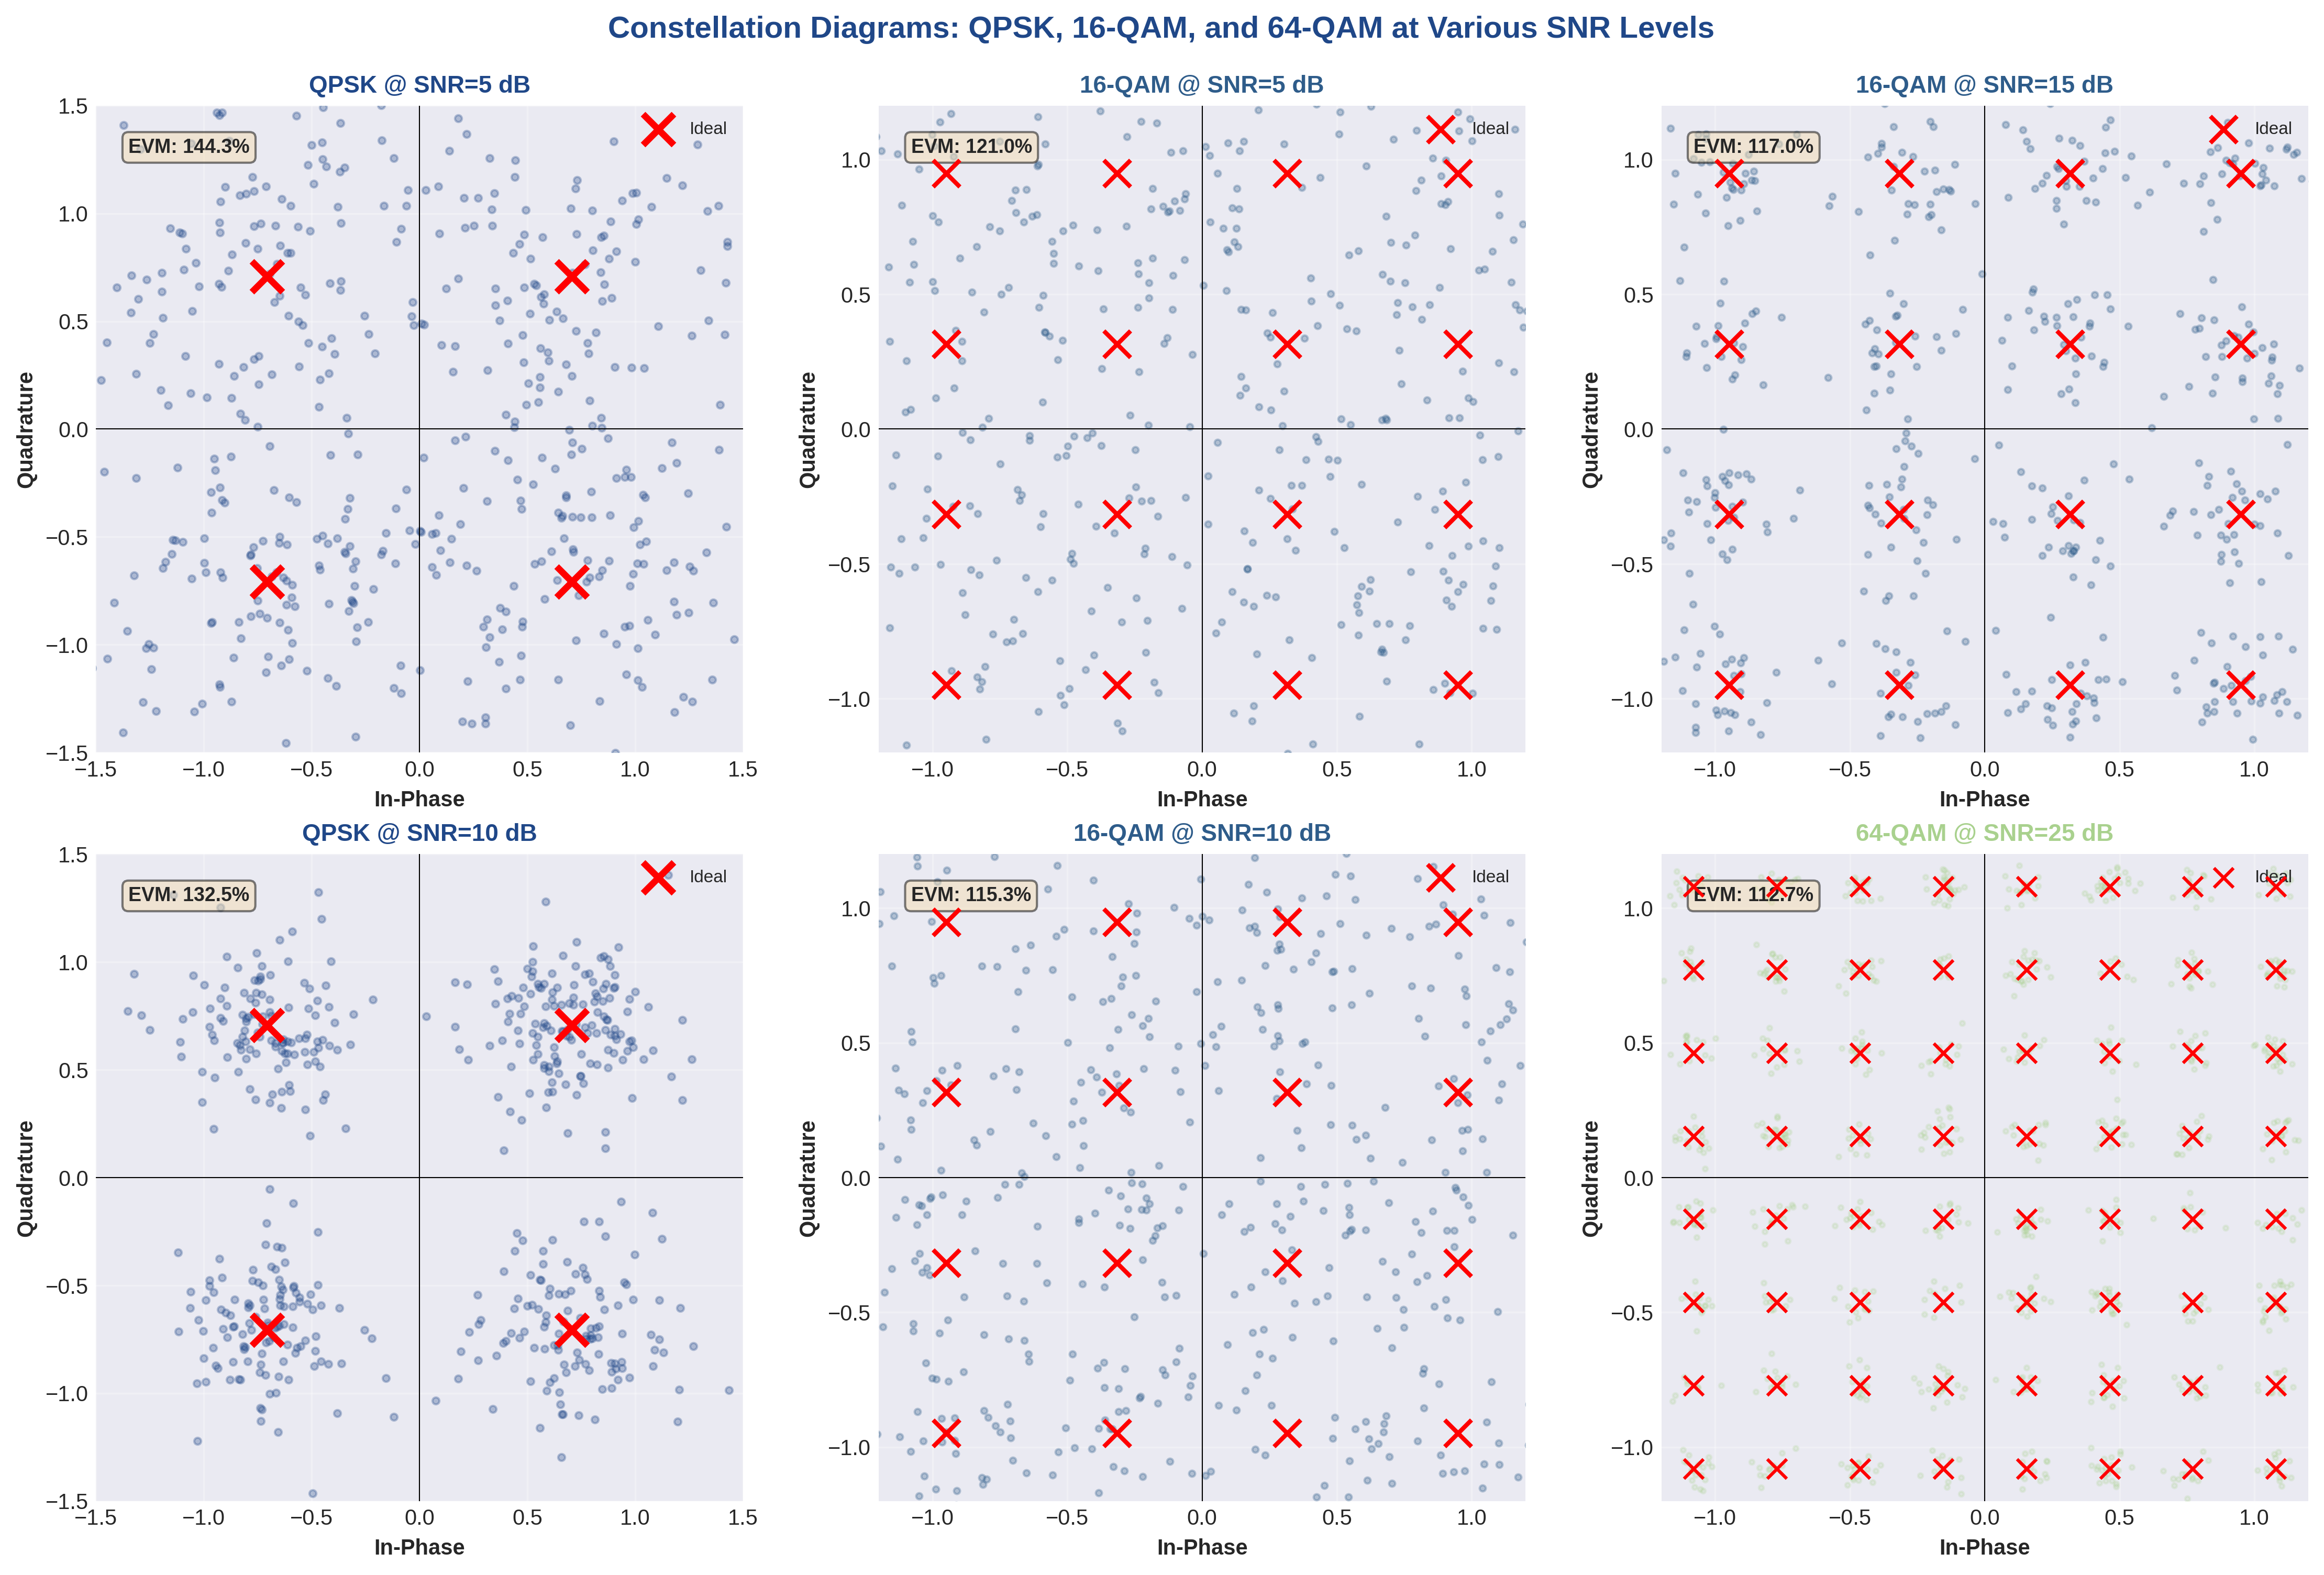 Constellation Diagrams: QPSK, 16-QAM, and 64-QAM at Various SNR Levels
QPSK @ SNR=5 dB
EVM: 144.3%
Ideal
1.5
1.0
0.5
0.0
−0.5
−1.0
−1.5
Quadrature
−1.5
−1.0
−0.5
0.0
0.5
1.0
1.5
In-Phase
16-QAM @ SNR=5 dB
EVM: 121.0%
Ideal
1.0
0.5
0.0
−0.5
−1.0
Quadrature
−1.0
−0.5
0.0
0.5
1.0
In-Phase
16-QAM @ SNR=15 dB
EVM: 117.0%
Ideal
1.0
0.5
0.0
−0.5
−1.0
Quadrature
−1.0
−0.5
0.0
0.5
1.0
In-Phase
QPSK @ SNR=10 dB
EVM: 132.5%
Ideal
1.5
1.0
0.5
0.0
−0.5
−1.0
−1.5
Quadrature
−1.5
−1.0
−0.5
0.0
0.5
1.0
1.5
In-Phase
16-QAM @ SNR=10 dB
EVM: 115.3%
Ideal
1.0
0.5
0.0
−0.5
−1.0
Quadrature
−1.0
−0.5
0.0
0.5
1.0
In-Phase
64-QAM @ SNR=25 dB
EVM: 112.7%
Ideal
1.0
0.5
0.0
−0.5
−1.0
Quadrature
−1.0
−0.5
0.0
0.5
1.0
In-Phase